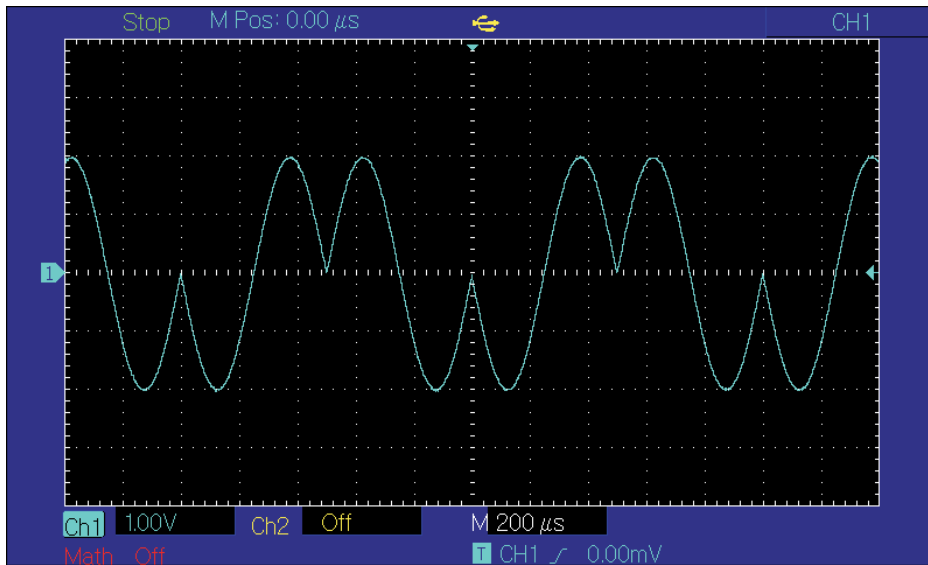 Stop M Pos: 0.00 μs CH1
1
Ch1 1.00V Ch2 Off M 200 μs
Math Off T CH1 0.00mV